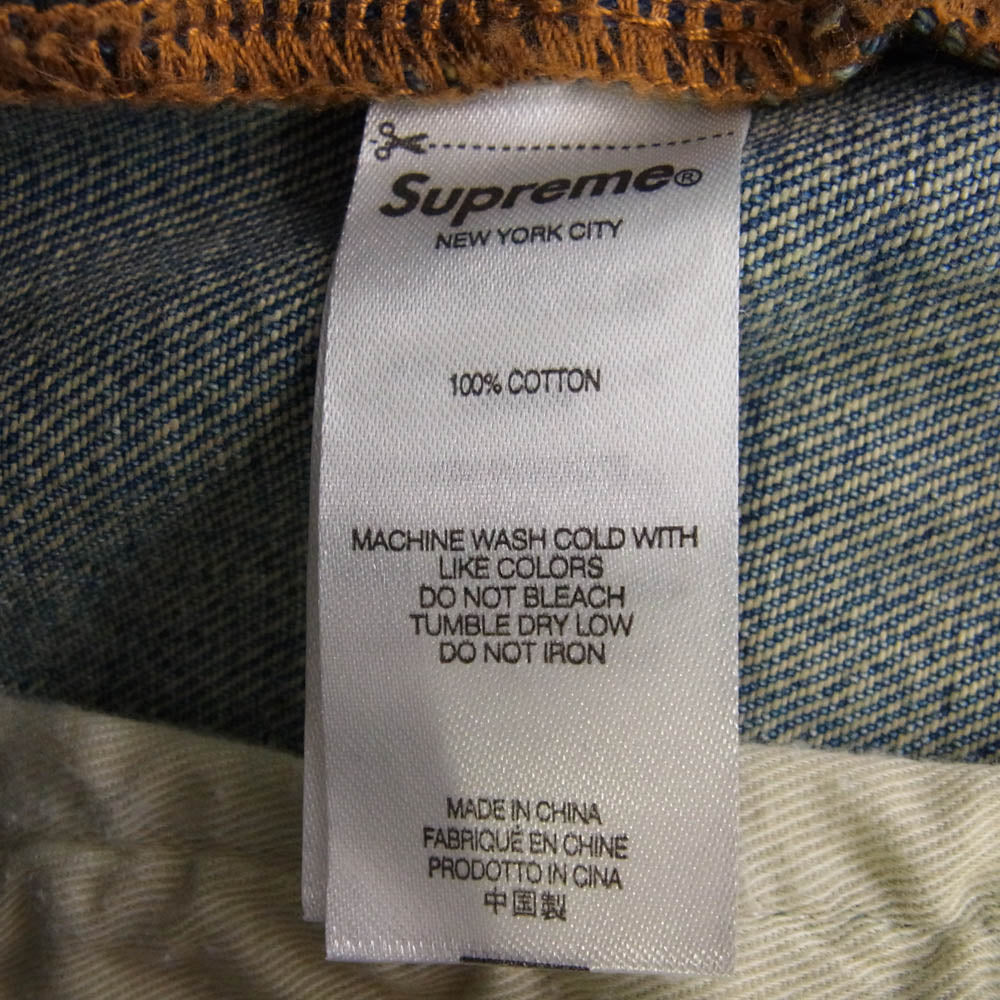 Supreme®
NEW YORK CITY
100% COTTON
MACHINE WASH COLD WITH
LIKE COLORS
DO NOT BLEACH
TUMBLE DRY LOW
DO NOT IRON
MADE IN CHINA
FABRIQUÉ EN CHINE
PRODOTTO IN CINA
中国製